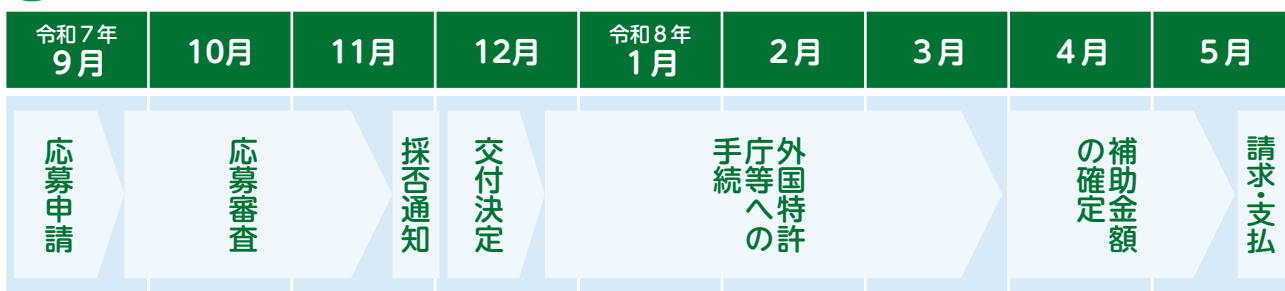 令和7年
9月
10月
11月
12月
令和8年
1月
2月
3月
4月
5月
応募申請
応募審査
採否通知
交付決定
外国特許
庁等への
手続
補助金額
の確定
請求・支払